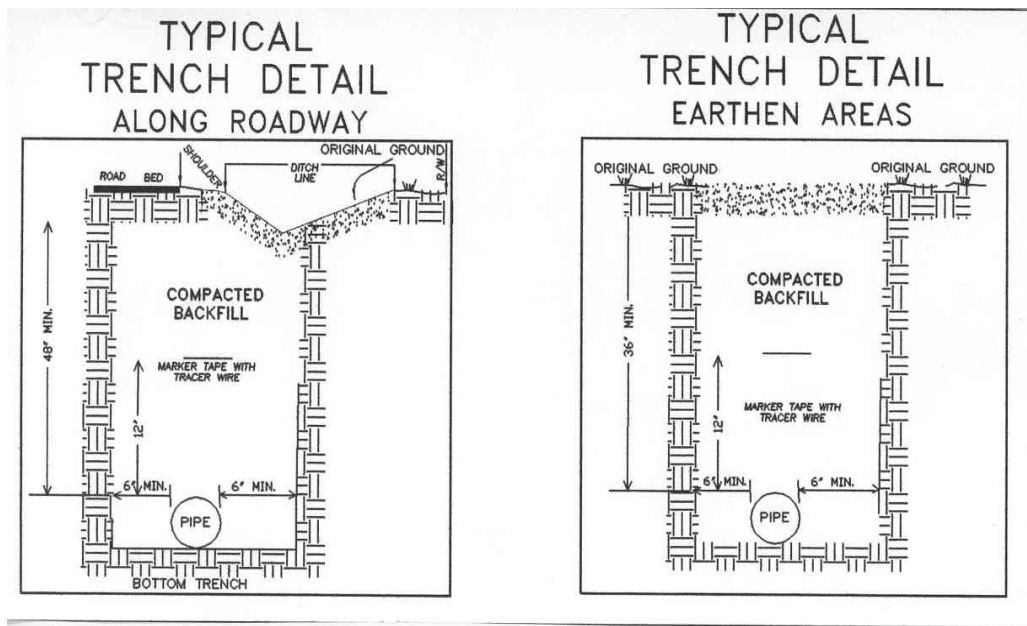 TYPICAL
TRENCH DETAIL
ALONG ROADWAY
SHOULDER
ORIGINAL GROUND
R/W
DITCH
LINE
ROAD BED
48" MIN.
COMPACTED
BACKFILL
MARKER TAPE WITH
TRACER WIRE
12"
6" MIN.
6" MIN.
PIPE
BOTTOM TRENCH
TYPICAL
TRENCH DETAIL
EARTHEN AREAS
ORIGINAL GROUND
ORIGINAL GROUND
36" MIN.
COMPACTED
BACKFILL
MARKER TAPE WITH
TRACER WIRE
12"
6" MIN.
6" MIN.
PIPE